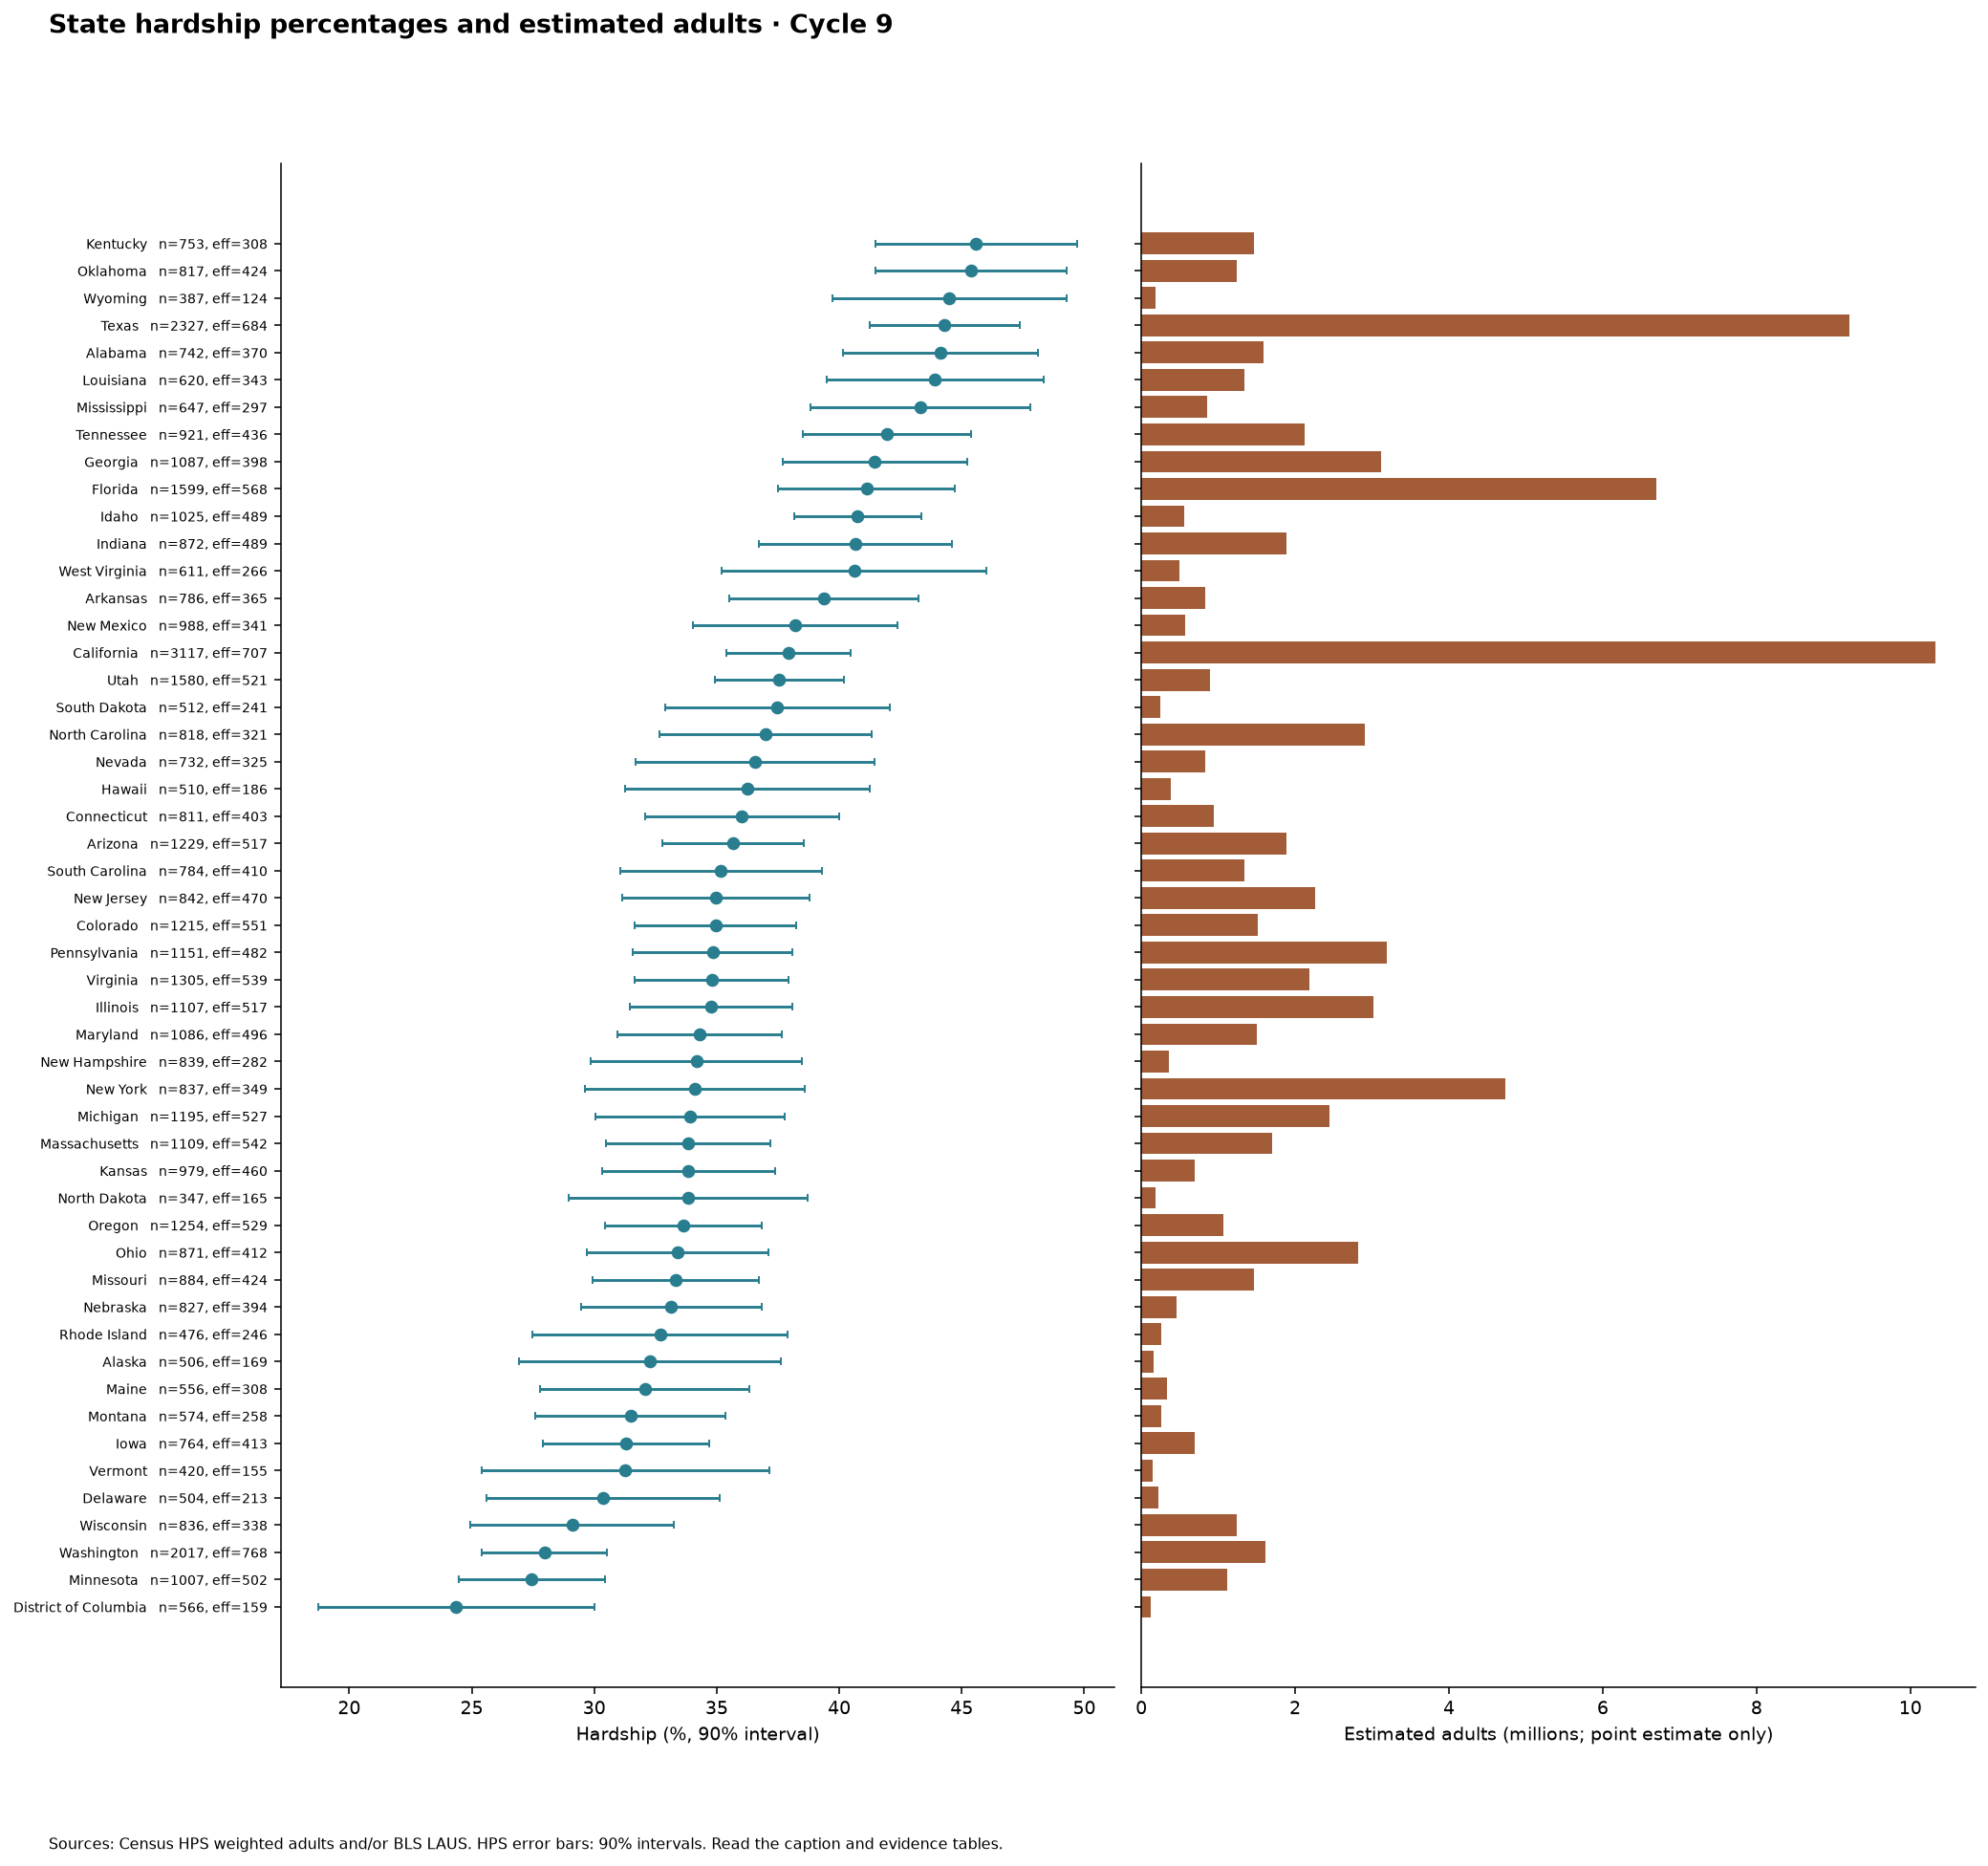 State hardship percentages and estimated adults · Cycle 9
Kentucky n=753, eff=308
Oklahoma n=817, eff=424
Wyoming n=387, eff=124
Texas n=2327, eff=684
Alabama n=742, eff=370
Louisiana n=620, eff=343
Mississippi n=647, eff=297
Tennessee n=921, eff=436
Georgia n=1087, eff=398
Florida n=1599, eff=568
Idaho n=1025, eff=489
Indiana n=872, eff=489
West Virginia n=611, eff=266
Arkansas n=786, eff=365
New Mexico n=988, eff=341
California n=3117, eff=707
Utah n=1580, eff=521
South Dakota n=512, eff=241
North Carolina n=818, eff=321
Nevada n=732, eff=325
Hawaii n=510, eff=186
Connecticut n=811, eff=403
Arizona n=1229, eff=517
South Carolina n=784, eff=410
New Jersey n=842, eff=470
Colorado n=1215, eff=551
Pennsylvania n=1151, eff=482
Virginia n=1305, eff=539
Illinois n=1107, eff=517
Maryland n=1086, eff=496
New Hampshire n=839, eff=282
New York n=837, eff=349
Michigan n=1195, eff=527
Massachusetts n=1109, eff=542
Kansas n=979, eff=460
North Dakota n=347, eff=165
Oregon n=1254, eff=529
Ohio n=871, eff=412
Missouri n=884, eff=424
Nebraska n=827, eff=394
Rhode Island n=476, eff=246
Alaska n=506, eff=169
Maine n=556, eff=308
Montana n=574, eff=258
Iowa n=764, eff=413
Vermont n=420, eff=155
Delaware n=504, eff=213
Wisconsin n=836, eff=338
Washington n=2017, eff=768
Minnesota n=1007, eff=502
District of Columbia n=566, eff=159
20 25 30 35 40 45 50
Hardship (%, 90% interval)
0 2 4 6 8 10
Estimated adults (millions; point estimate only)
Sources: Census HPS weighted adults and/or BLS LAUS. HPS error bars: 90% intervals. Read the caption and evidence tables.